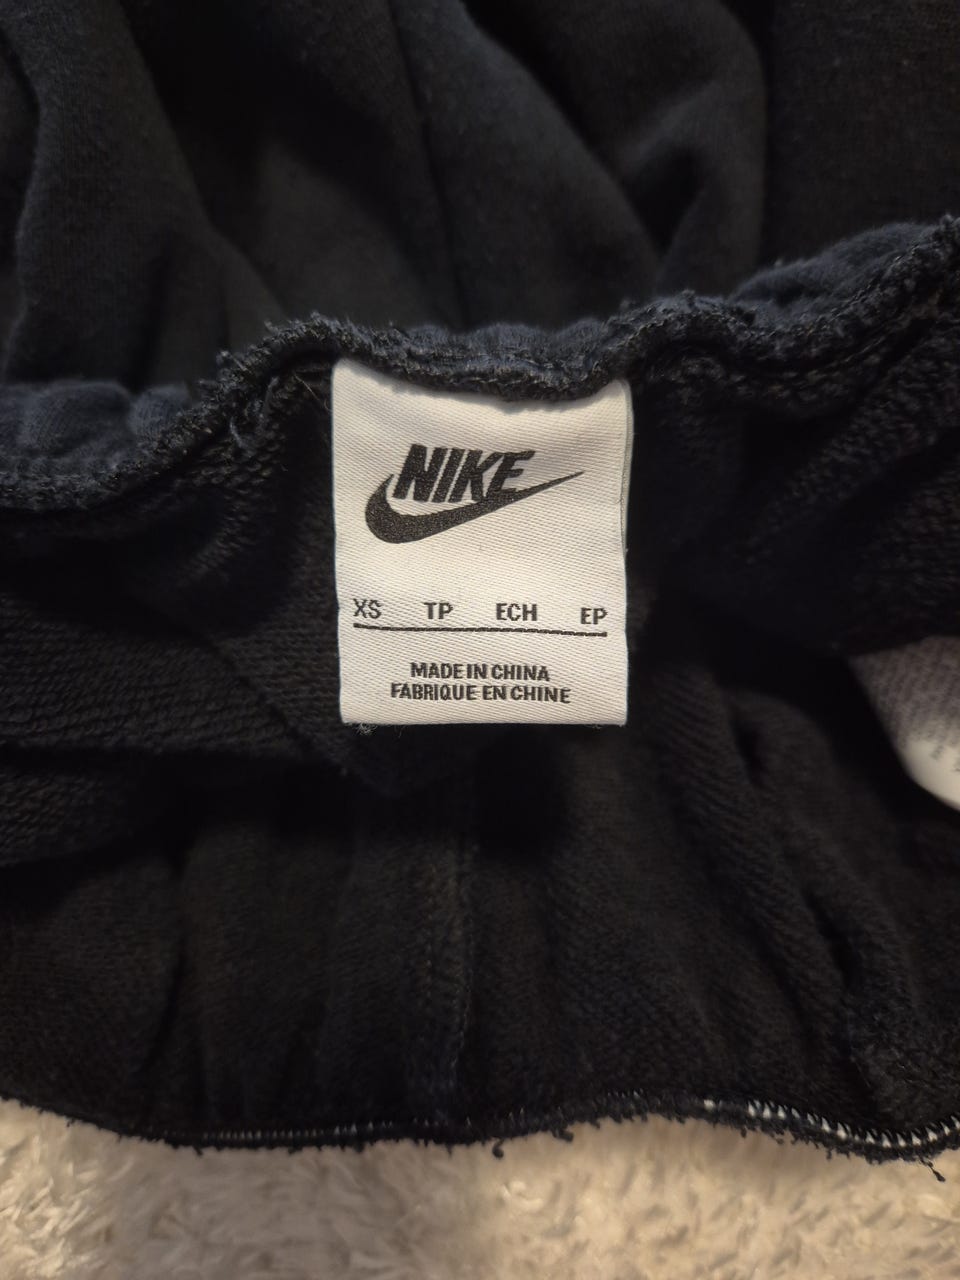 NIKE
XS TP ECH EP
MADE IN CHINA
FABRIQUE EN CHINE